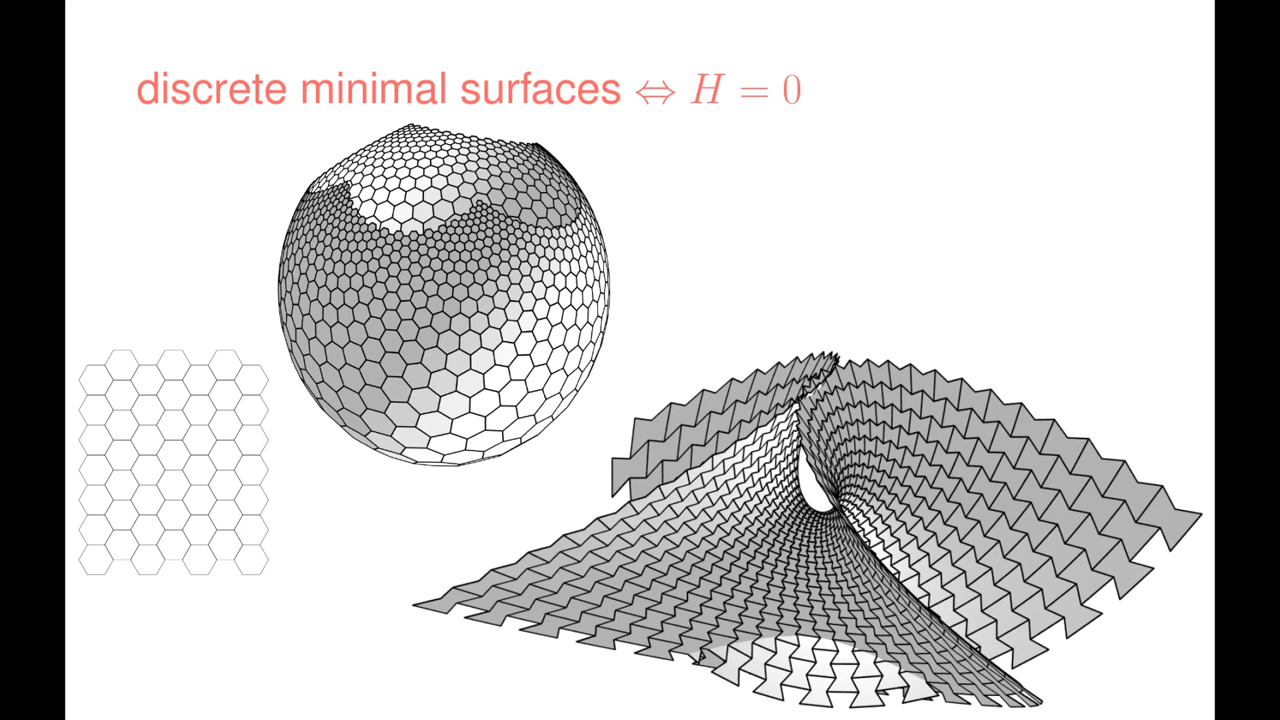 discrete minimal surfaces ⇔ H = 0